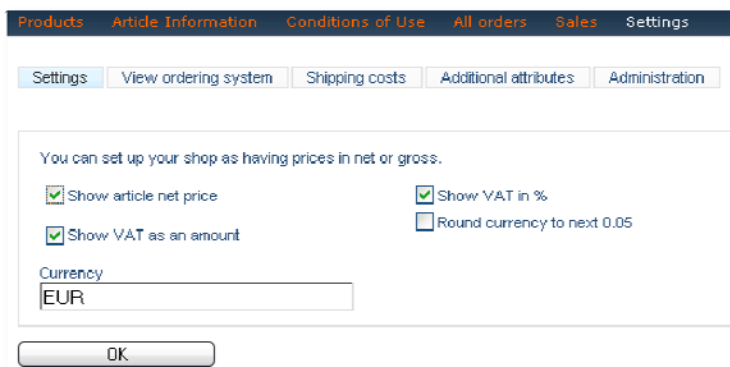 Products Article Information Conditions of Use All orders Sales Settings
Settings View ordering system Shipping costs Additional attributes Administration
You can set up your shop as having prices in net or gross.
Show article net price Show VAT in %
Round currency to next 0.05
Show VAT as an amount
Currency
EUR
OK